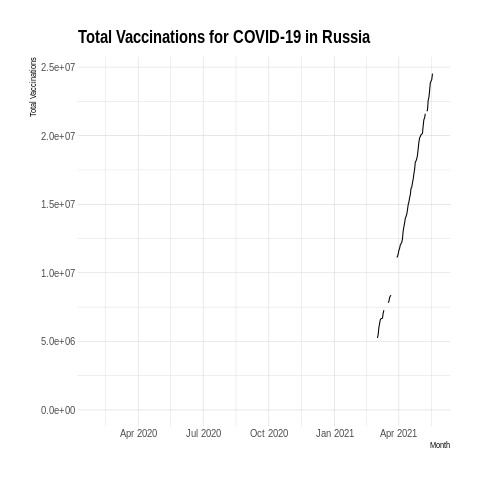 Total Vaccinations for COVID-19 in Russia
Total Vaccinations
2.5e+07
2.0e+07
1.5e+07
1.0e+07
5.0e+06
0.0e+00
Apr 2020 Jul 2020 Oct 2020 Jan 2021 Apr 2021
Month